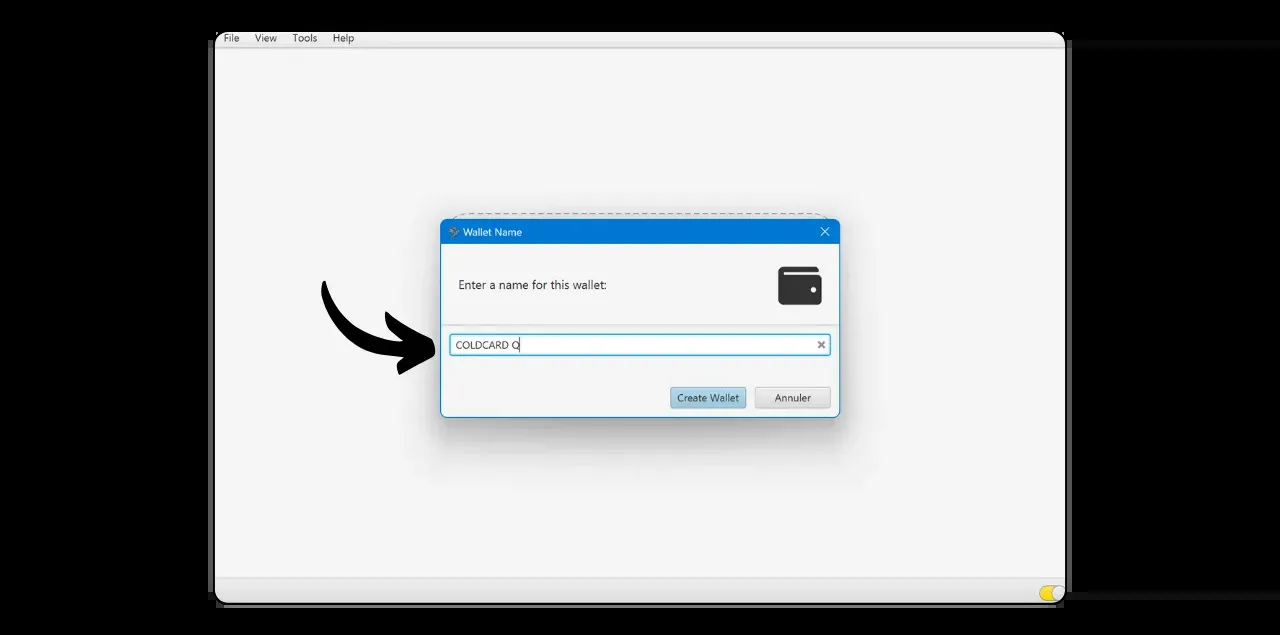 File View Tools Help
Wallet Name
Enter a name for this wallet:
COLDCARD Q
Create Wallet Annuler